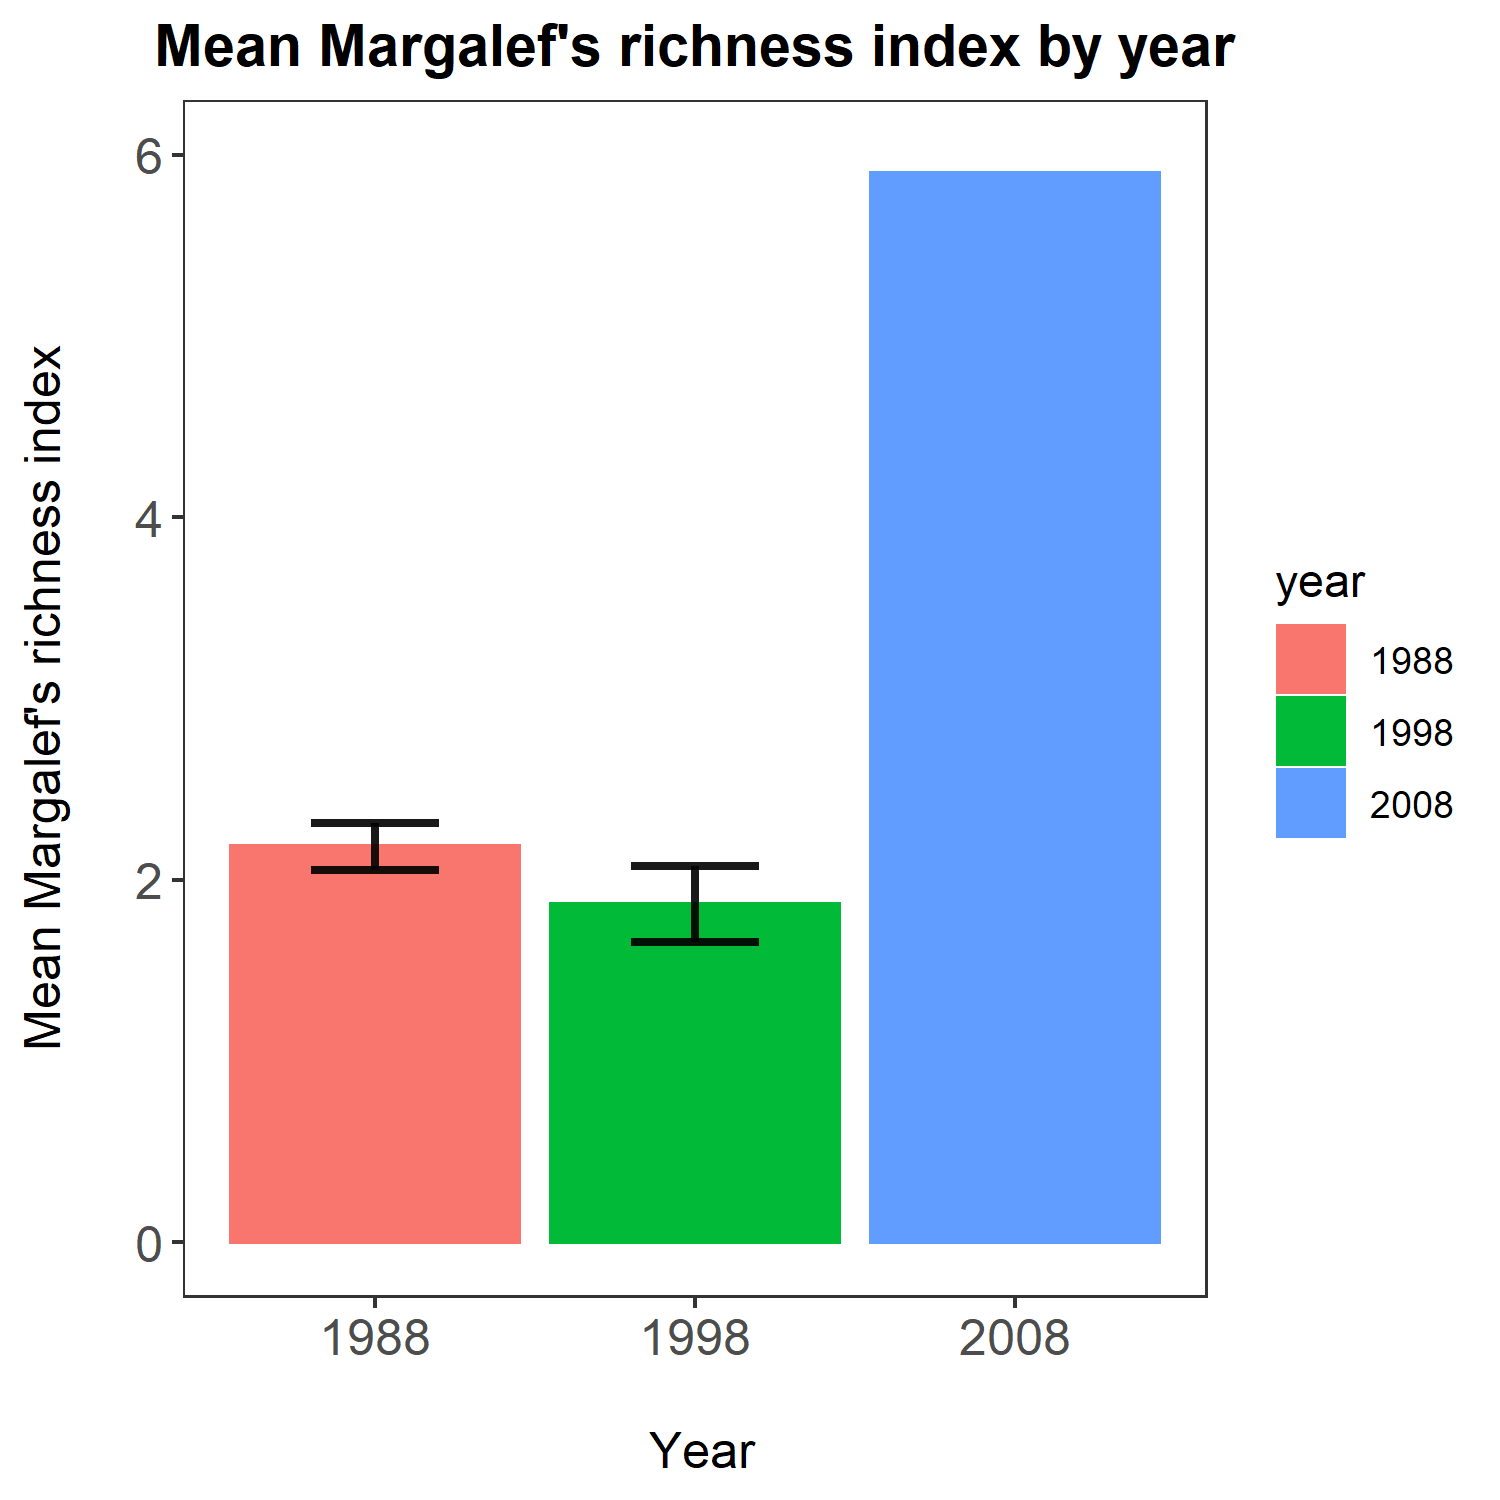 Mean Margalef's richness index by year
Mean Margalef's richness index
6
4
2
0
1988
1998
2008
Year
year
1988
1998
2008